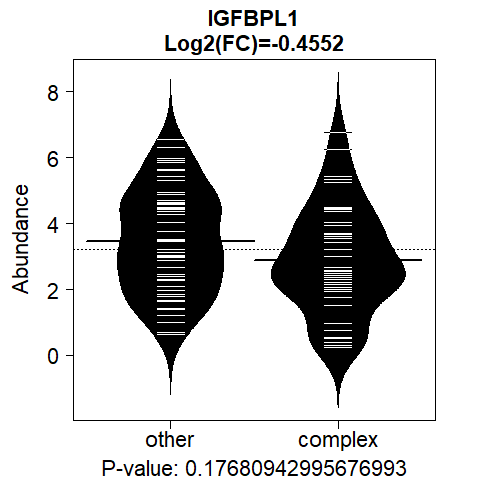 IGFBPL1
Log2(FC)=-0.4552
8
6
4
2
0
Abundance
other complex
P-value: 0.17680942995676993